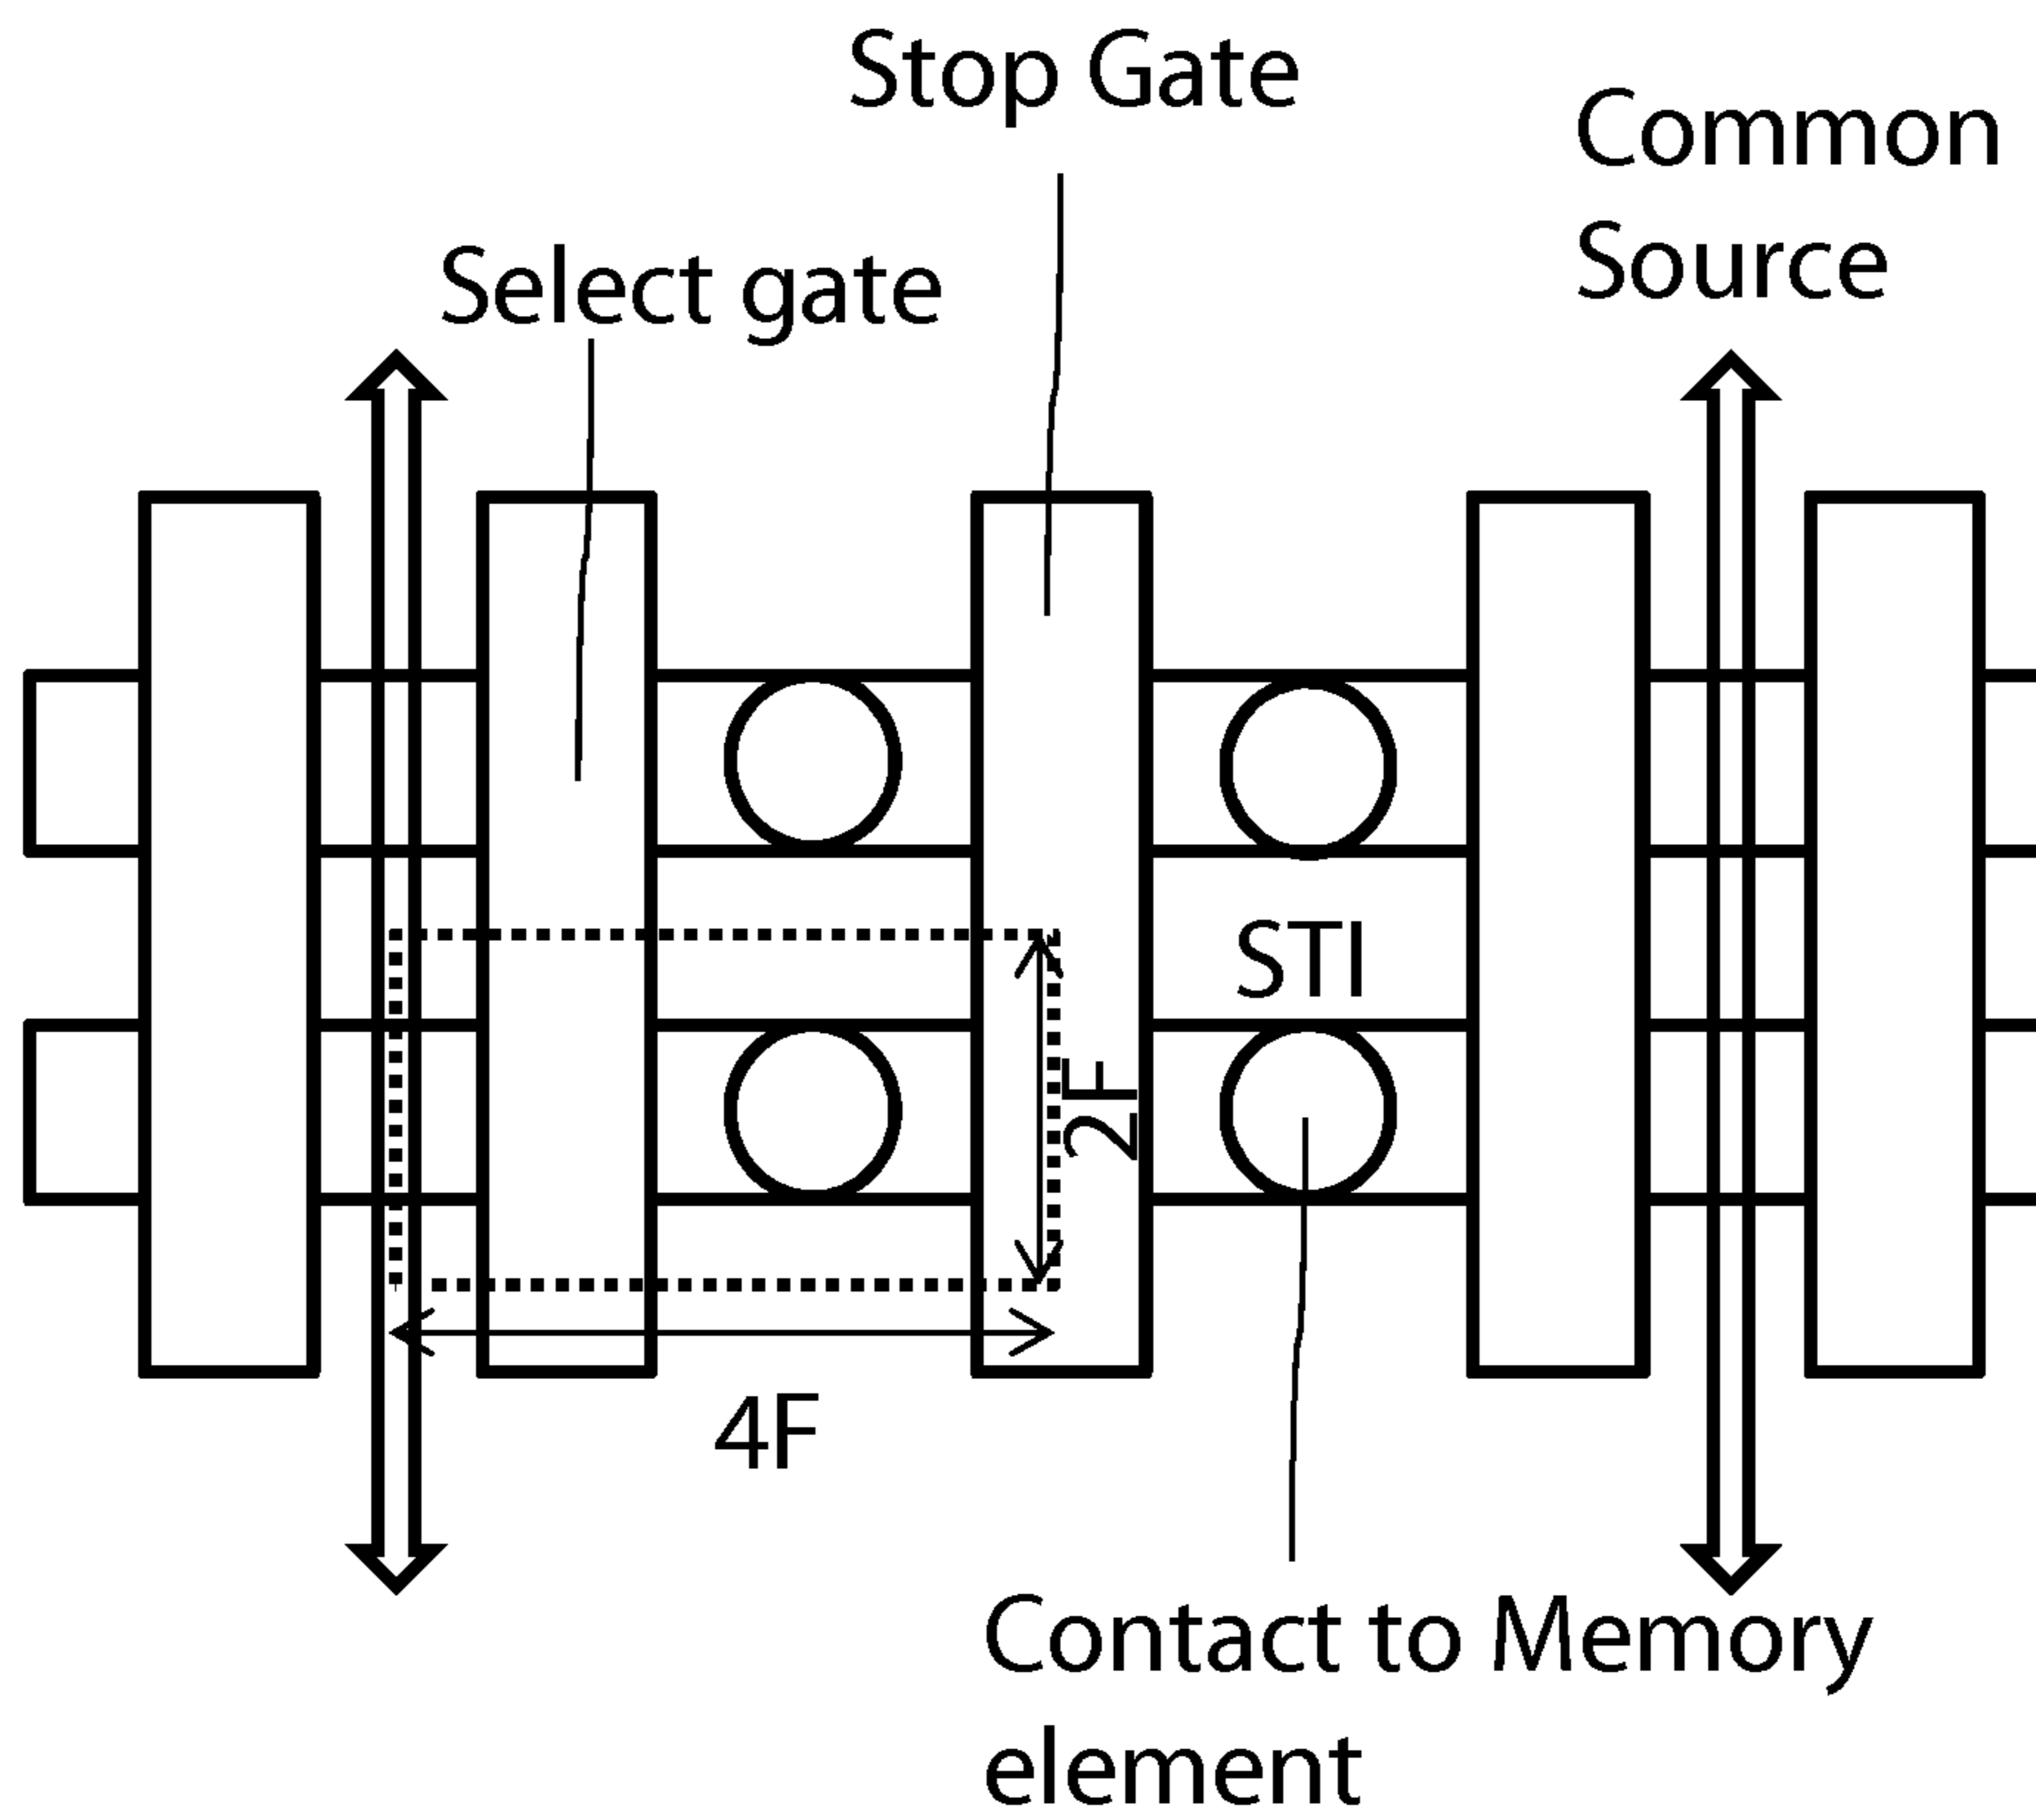 Stop Gate
Common
Source
Select gate
STI
2F
4F
Contact to Memory
element